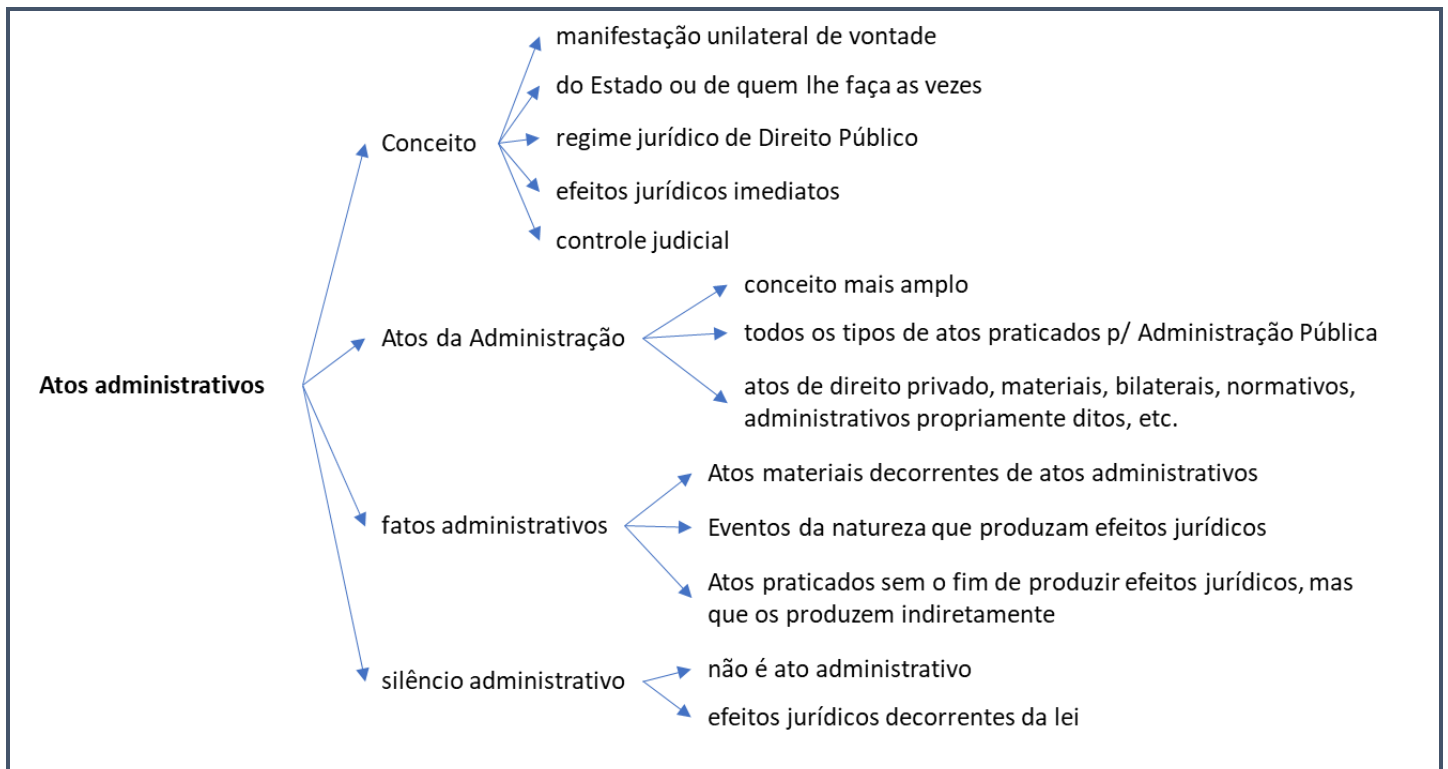 Atos administrativos
Conceito
manifestação unilateral de vontade
do Estado ou de quem lhe faça as vezes
regime jurídico de Direito Público
efeitos jurídicos imediatos
controle judicial
Atos da Administração
conceito mais amplo
todos os tipos de atos praticados p/ Administração Pública
atos de direito privado, materiais, bilaterais, normativos,
administrativos propriamente ditos, etc.
fatos administrativos
Atos materiais decorrentes de atos administrativos
Eventos da natureza que produzam efeitos jurídicos
Atos praticados sem o fim de produzir efeitos jurídicos, mas
que os produzem indiretamente
silêncio administrativo
não é ato administrativo
efeitos jurídicos decorrentes da lei